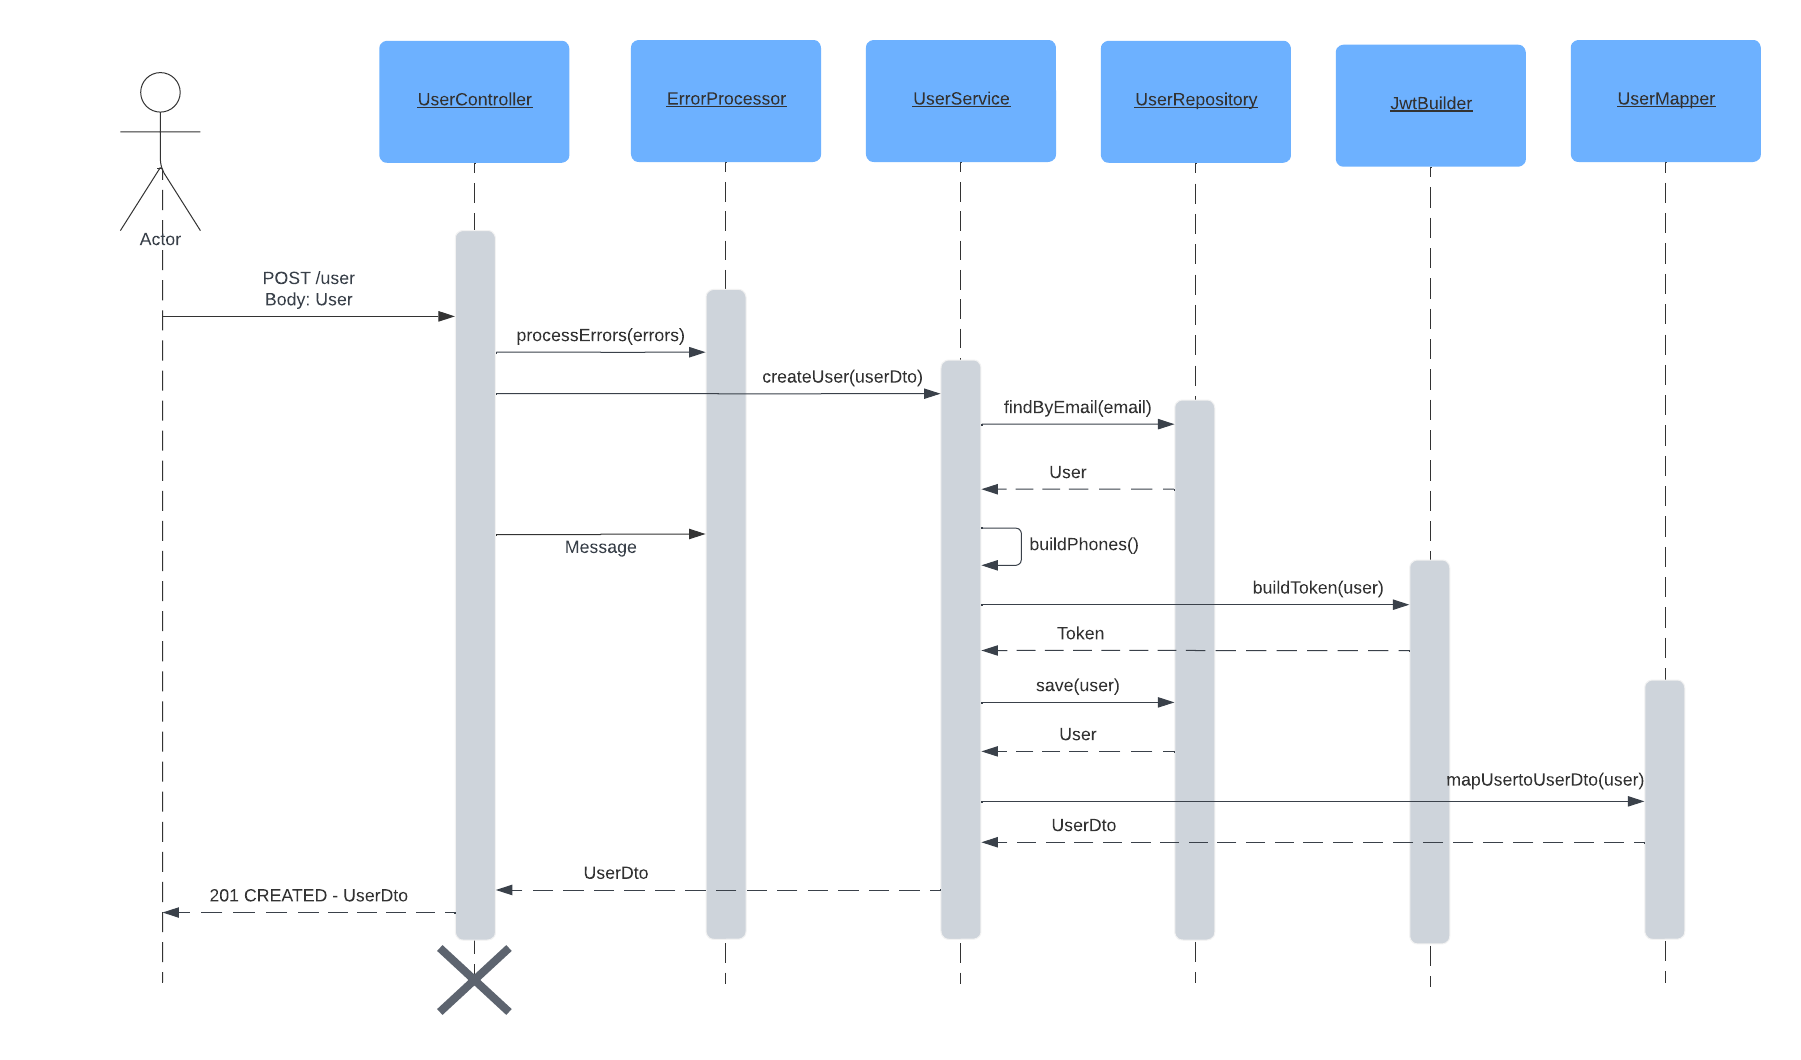 UserController
ErrorProcessor
UserService
UserRepository
JwtBuilder
UserMapper
Actor
POST /user
Body: User
processErrors(errors)
createUser(userDto)
findByEmail(email)
User
Message
buildPhones()
buildToken(user)
Token
save(user)
User
mapUsertoUserDto(user)
UserDto
UserDto
201 CREATED - UserDto